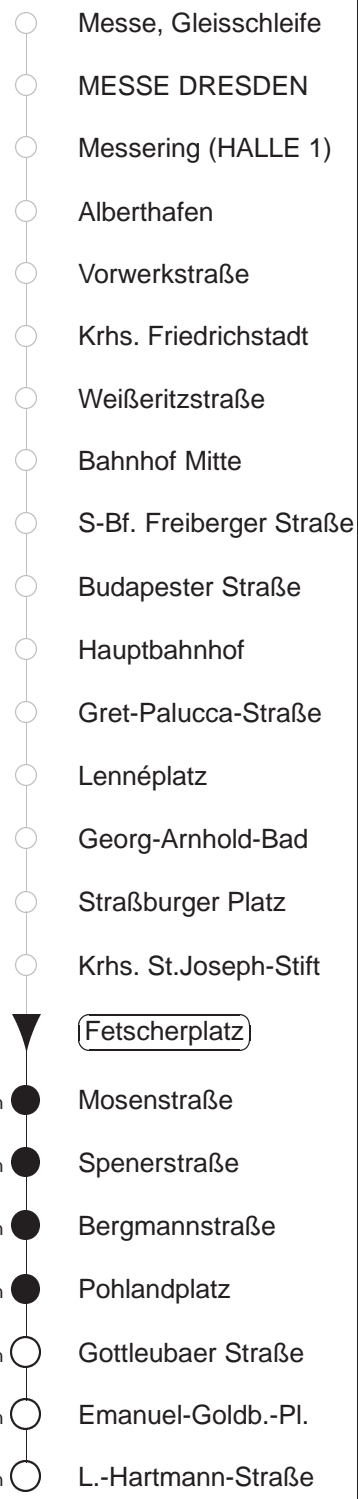 Messe, Gleisschleife
MESSE DRESDEN
Messering (HALLE 1)
Alberthafen
Vorwerkstraße
Krhs. Friedrichstadt
Weißeritzstraße
Bahnhof Mitte
S-Bf. Freiberger Straße
Budapester Straße
Hauptbahnhof
Gret-Palucca-Straße
Lennéplatz
Georg-Arnhold-Bad
Straßburger Platz
Krhs. St.Joseph-Stift
Fetscherplatz
Mosenstraße
Spenerstraße
Bergmannstraße
Pohlandplatz
Gottleubaer Straße
Emanuel-Goldb.-Pl.
L.-Hartmann-Straße